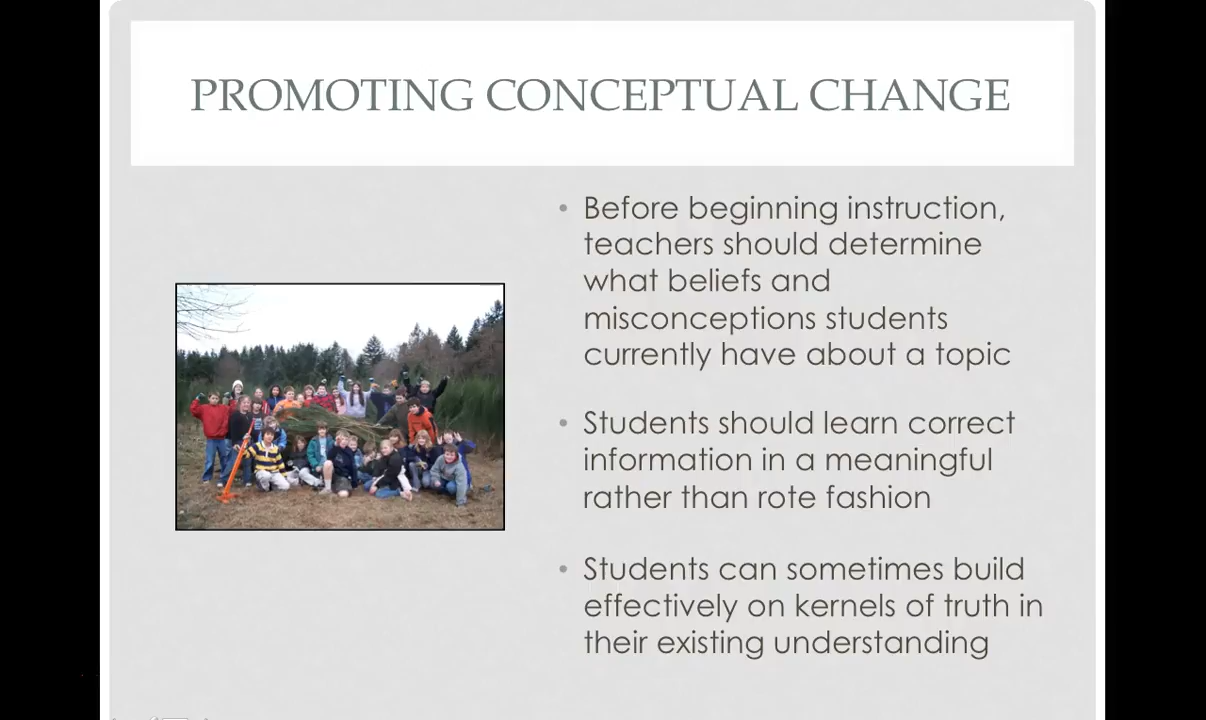 PROMOTING CONCEPTUAL CHANGE
• Before beginning instruction,
teachers should determine
what beliefs and
misconceptions students
currently have about a topic
• Students should learn correct
information in a meaningful
rather than rote fashion
• Students can sometimes build
effectively on kernels of truth in
their existing understanding